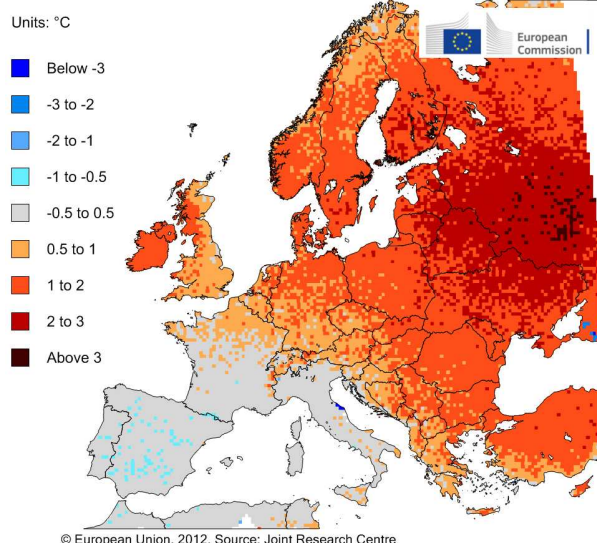 Units: °C
European
Commission
Below -3
-3 to -2
-2 to -1
-1 to -0.5
-0.5 to 0.5
0.5 to 1
1 to 2
2 to 3
Above 3
© European Union, 2012. Source: Joint Research Centre